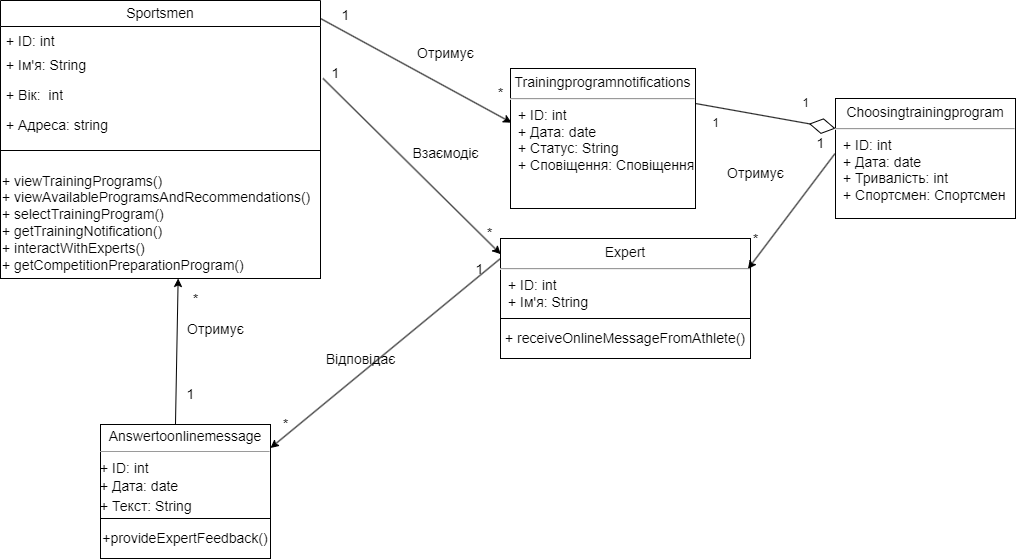 Sportsmen
+ ID: int
+ Ім'я: String
+ Вік: int
+ Адреса: string
+ viewTrainingPrograms()
+ viewAvailableProgramsAndRecommendations()
+ selectTrainingProgram()
+ getTrainingNotification()
+ interactWithExperts()
+ getCompetitionPreparationProgram()
1
Отримує
*
1
Взаємодіє
*
Trainingprogramnotifications
+ ID: int
+ Дата: date
+ Статус: String
+ Сповіщення: Сповіщення
1
1
Choosingtrainingprogram
+ ID: int
+ Дата: date
+ Тривалість: int
+ Спортсмен: Спортсмен
1
Отримує
*
Expert
+ ID: int
+ Ім'я: String
+ receiveOnlineMessageFromAthlete()
1
Відповідає
*
*
Отримує
1
Answertoonlinemessage
+ ID: int
+ Дата: date
+ Текст: String
+provideExpertFeedback()